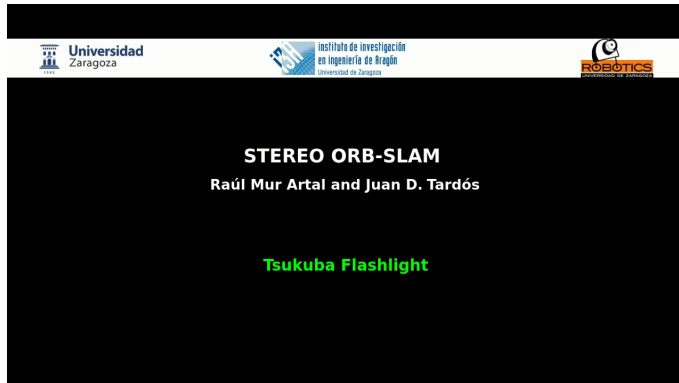 Universidad
Zaragoza
1542
instituto de investigación
en ingeniería de Aragón
Universidad de Zaragoza
ROBOTICS
UNIVERSIDAD DE ZARAGOZA
STEREO ORB-SLAM
Raúl Mur Artal and Juan D. Tardós
Tsukuba Flashlight